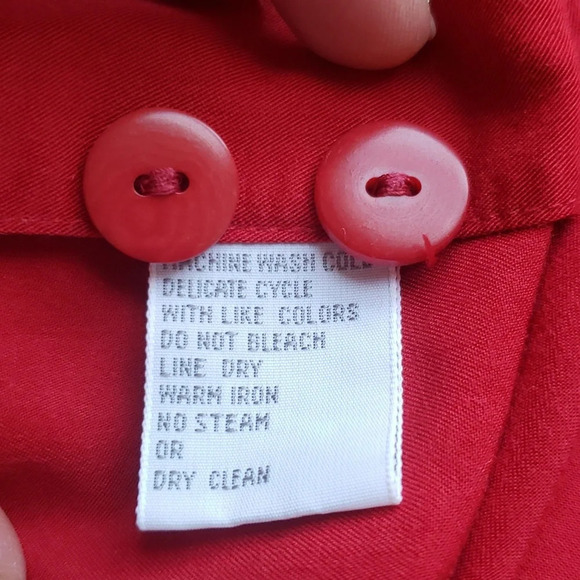 MACHINE WASH COLD
DELICATE CYCLE
WITH LIKE COLORS
DO NOT BLEACH
LINE DRY
WARM IRON
NO STEAM
OR
DRY CLEAN